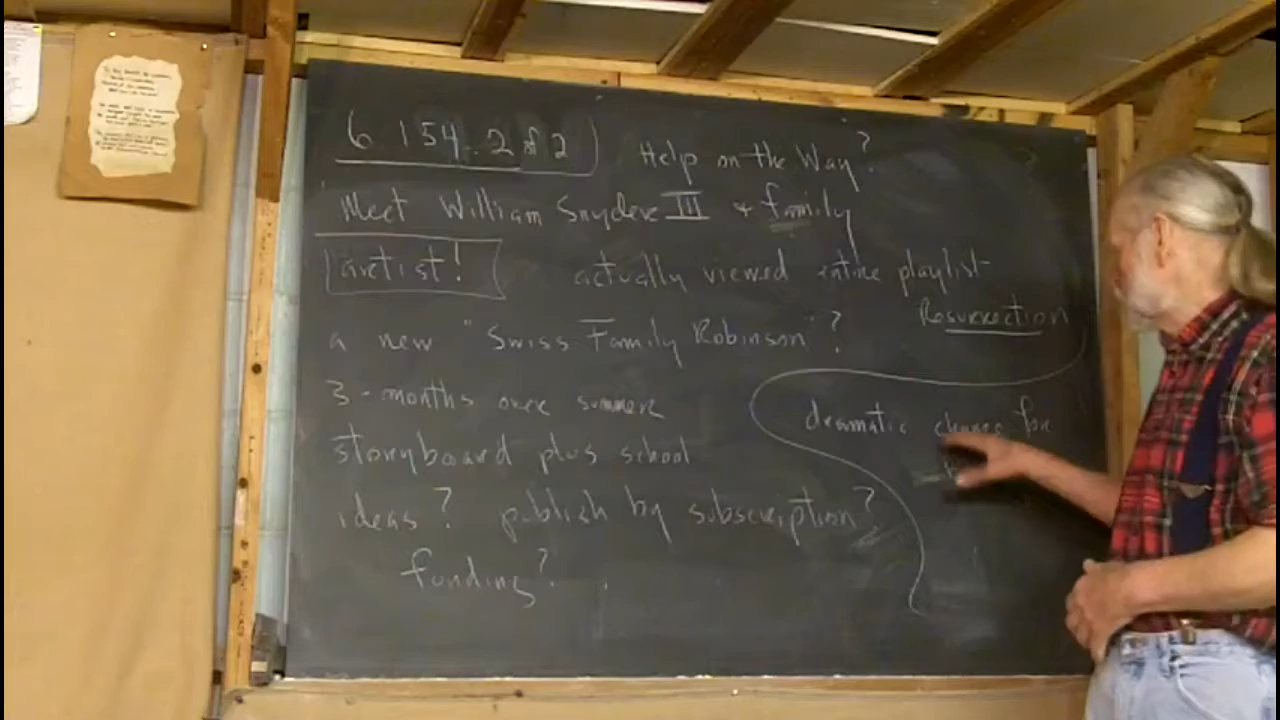 6.154.. 2 of 2
Help on the Way?
Meet William Snyder III + family
artist!
actually viewed entire playlist
Resurrection
a new "Swiss Family Robinson"?
3-months over summer
dramatic change for
storyboard plus school
ideas? publish by subscription?
funding?